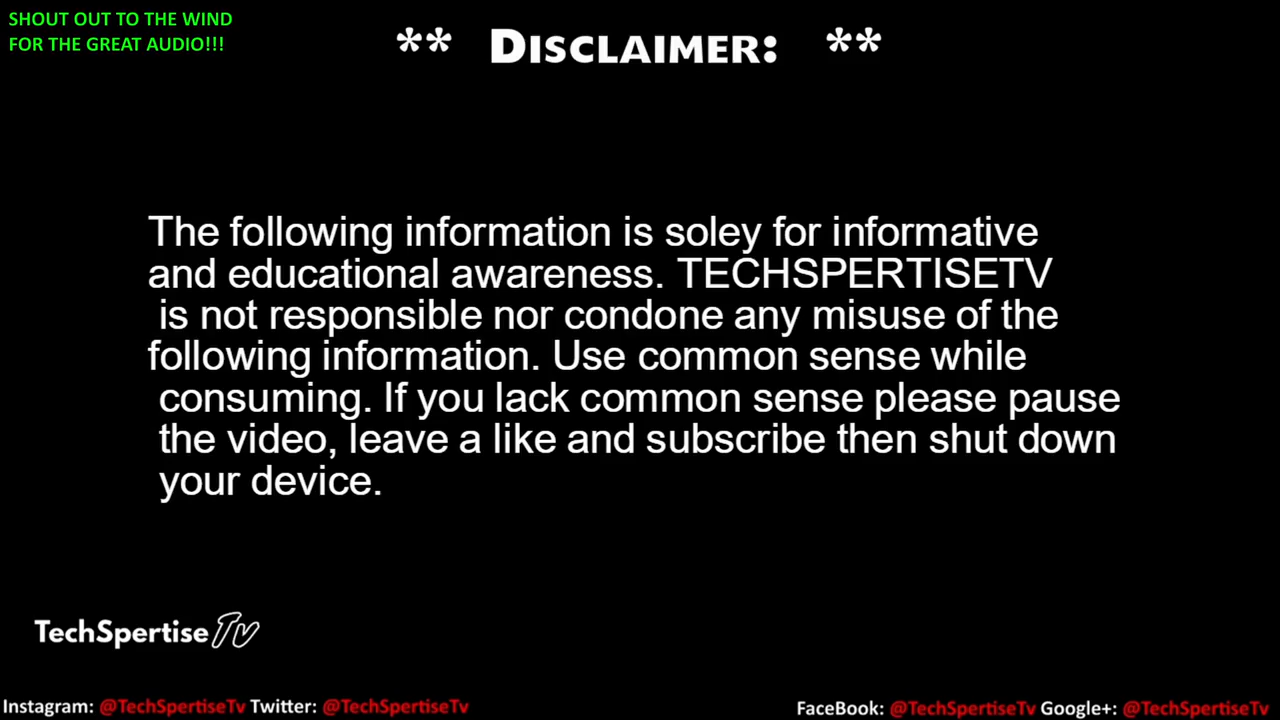 SHOUT OUT TO THE WIND
FOR THE GREAT AUDIO!!!
** DISCLAIMER: **
The following information is soley for informative
and educational awareness. TECHSPERTISETV
is not responsible nor condone any misuse of the
following information. Use common sense while
consuming. If you lack common sense please pause
the video, leave a like and subscribe then shut down
your device.
TechSpertiseTv
Instagram: @TechSpertiseTv Twitter: @TechSpertiseTv
FaceBook: @TechSpertiseTv Google+: @TechSpertiseTv